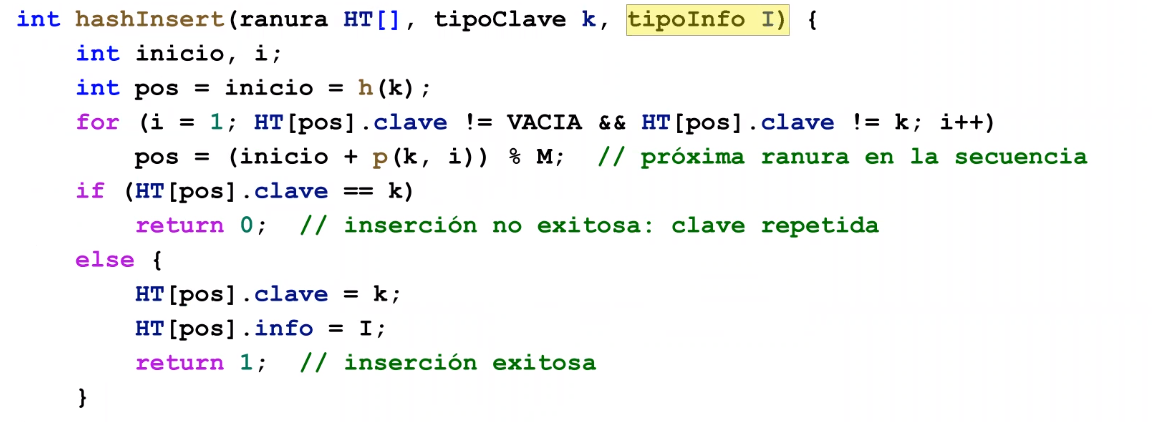 int hashInsert(ranura HT[], tipoClave k, tipoInfo I) {
    int inicio, i;
    int pos = inicio = h(k);
    for (i = 1; HT[pos].clave != VACIA && HT[pos].clave != k; i++)
        pos = (inicio + p(k, i)) % M;  // próxima ranura en la secuencia
    if (HT[pos].clave == k)
        return 0;  // inserción no exitosa: clave repetida
    else {
        HT[pos].clave = k;
        HT[pos].info = I;
        return 1;  // inserción exitosa
    }